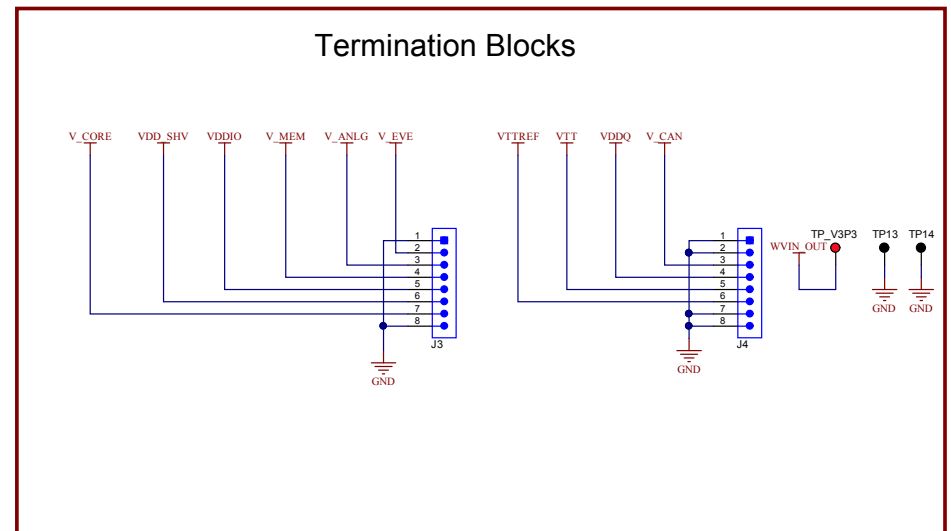 Termination Blocks
V_CORE VDD_SHV VDDIO V_MEM V_ANLG V_EVE VTTREF VTT VDDQ V_CAN
WVIN_OUT TP_V3P3 TP13 TP14
1 1
2 2
3 3
4 4
5 5
6 6
7 7
8 8
GND GND
J3 J4
GND GND